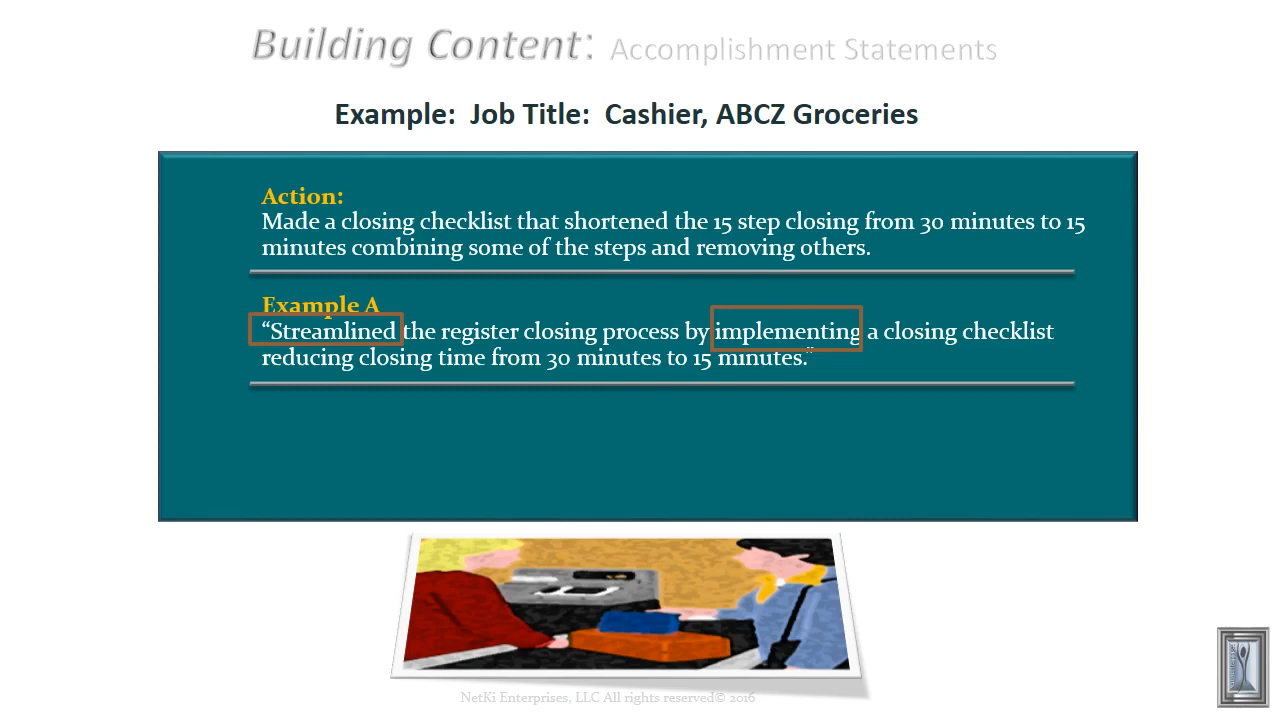 Building Content: Accomplishment Statements
Example: Job Title: Cashier, ABCZ Groceries
Action:
Made a closing checklist that shortened the 15 step closing from 30 minutes to 15
minutes combining some of the steps and removing others.
Example A
“Streamlined the register closing process by implementing a closing checklist
reducing closing time from 30 minutes to 15 minutes.”
NetKi Enterprises, LLC All rights reserved© 2016